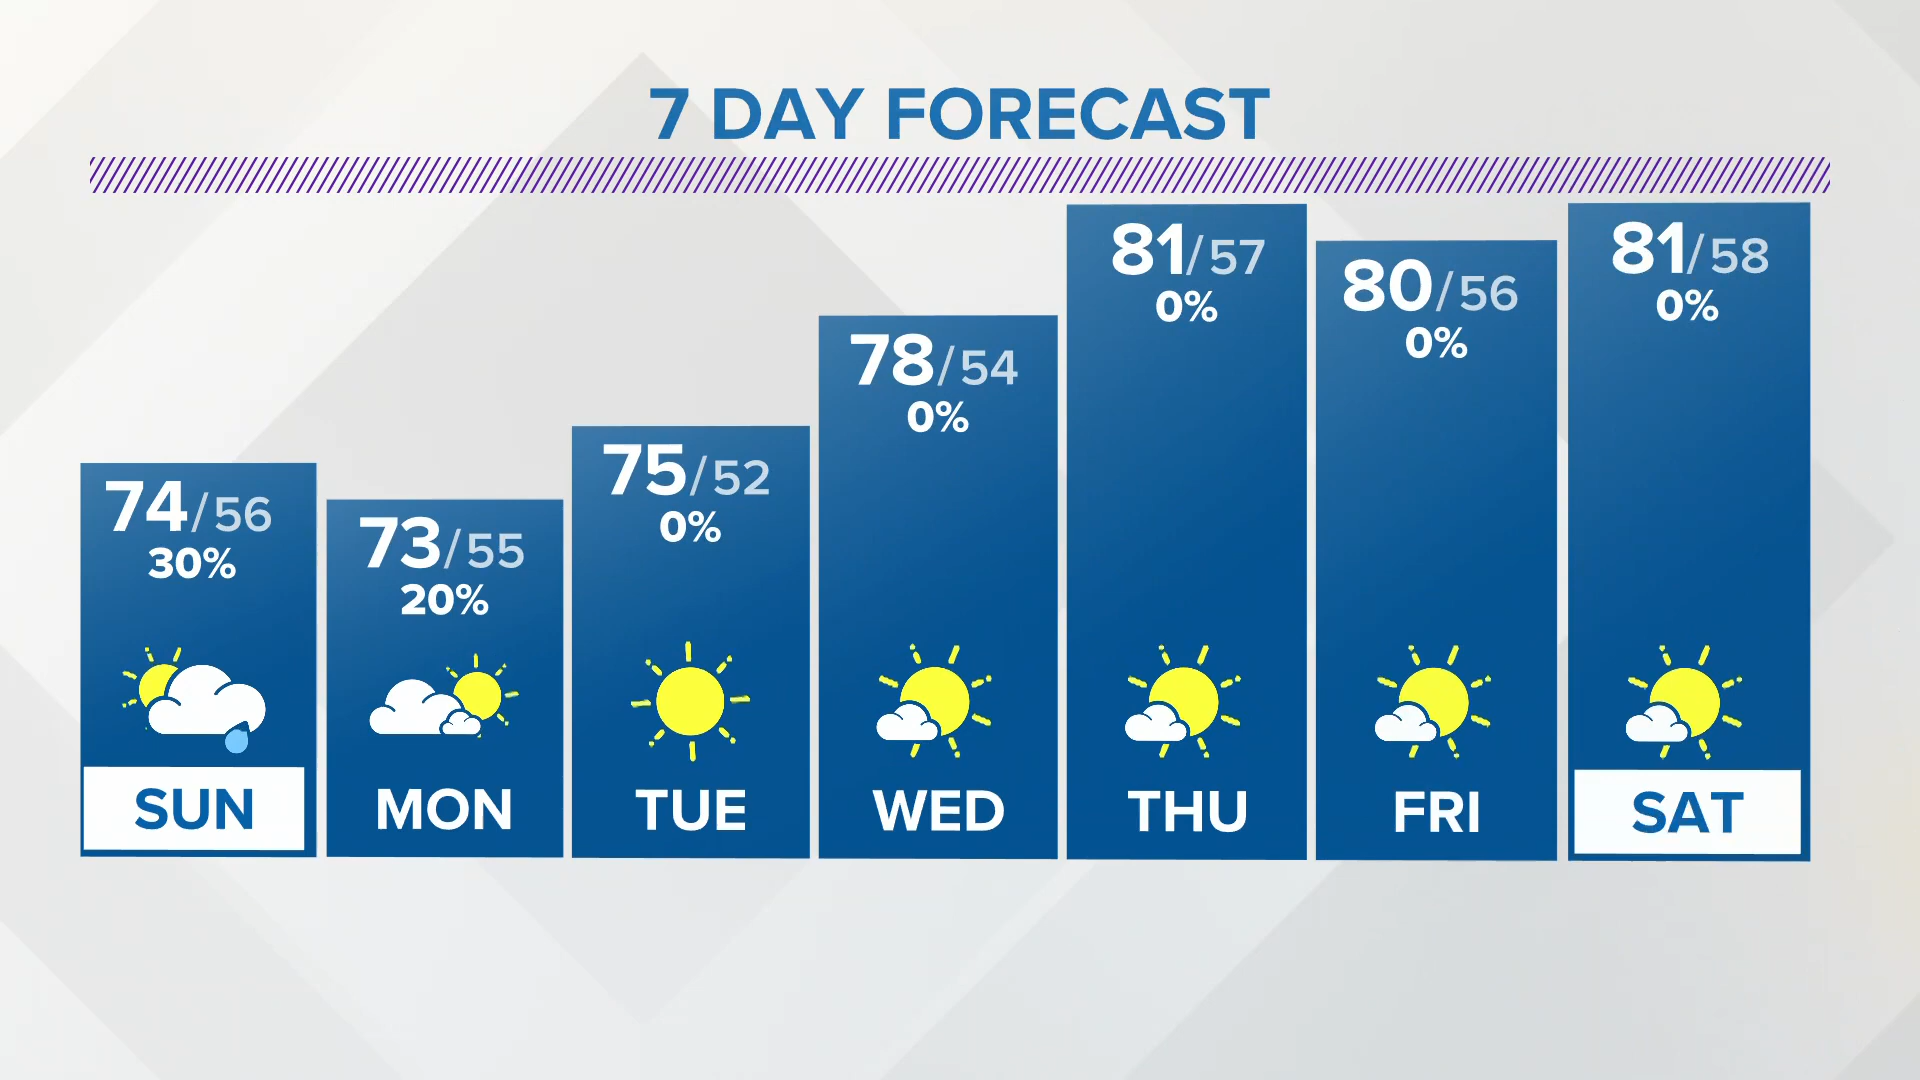 7 DAY FORECAST
74/56
30%
SUN
73/55
20%
MON
75/52
0%
TUE
78/54
0%
WED
81/57
0%
THU
80/56
0%
FRI
81/58
0%
SAT